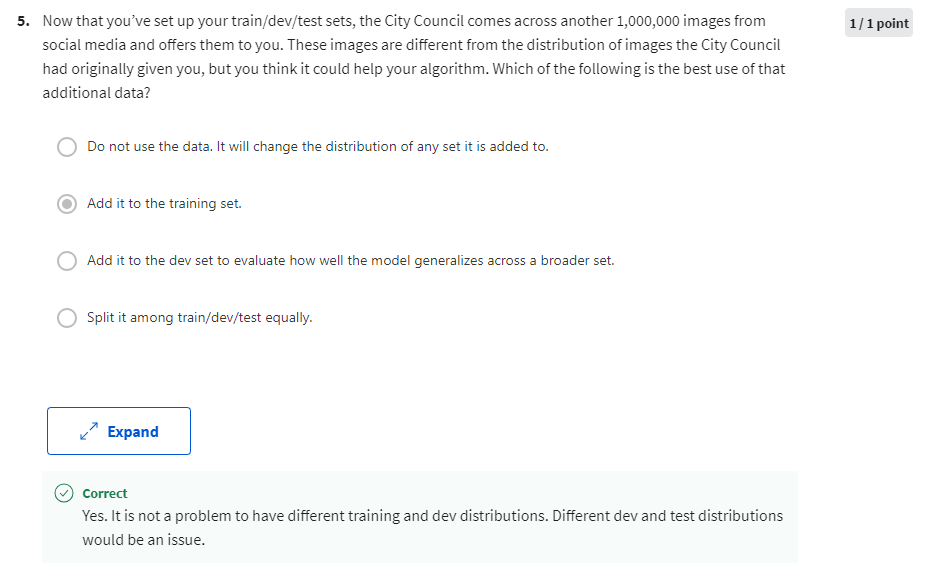 5. Now that you've set up your train/dev/test sets, the City Council comes across another 1,000,000 images from
1 / 1 point
social media and offers them to you. These images are different from the distribution of images the City Council
had originally given you, but you think it could help your algorithm. Which of the following is the best use of that
additional data?
Do not use the data. It will change the distribution of any set it is added to.
Add it to the training set.
Add it to the dev set to evaluate how well the model generalizes across a broader set.
Split it among train/dev/test equally.
Expand
Correct
Yes. It is not a problem to have different training and dev distributions. Different dev and test distributions
would be an issue.